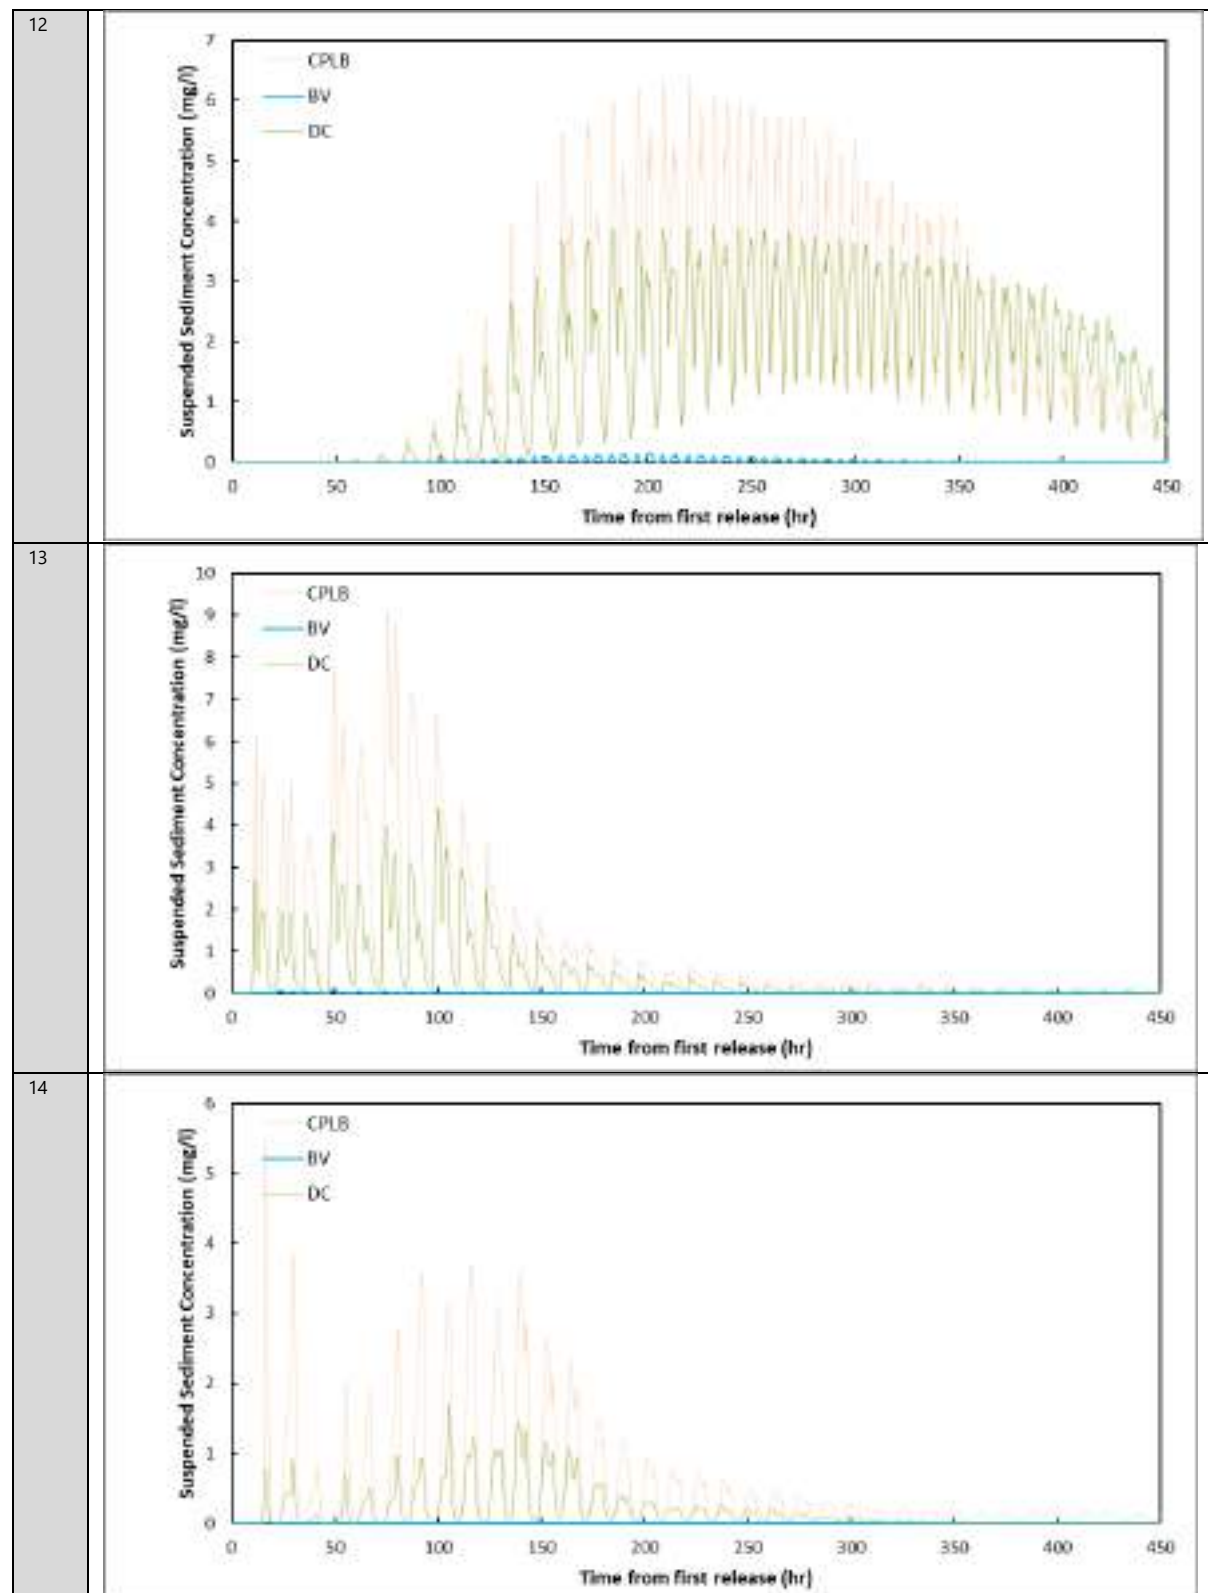 12
7
6
5
4
3
2
1
0
Suspended Sediment Concentration (mg/l)
CPLB
BV
DC
0 50 100 150 200 250 300 350 400 450
Time from first release (hr)
13
10
9
8
7
6
5
4
3
2
1
0
Suspended Sediment Concentration (mg/l)
CPLB
BV
DC
0 50 100 150 200 250 300 350 400 450
Time from first release (hr)
14
6
5
4
3
2
1
0
Suspended Sediment Concentration (mg/l)
CPLB
BV
DC
0 50 100 150 200 250 300 350 400 450
Time from first release (hr)